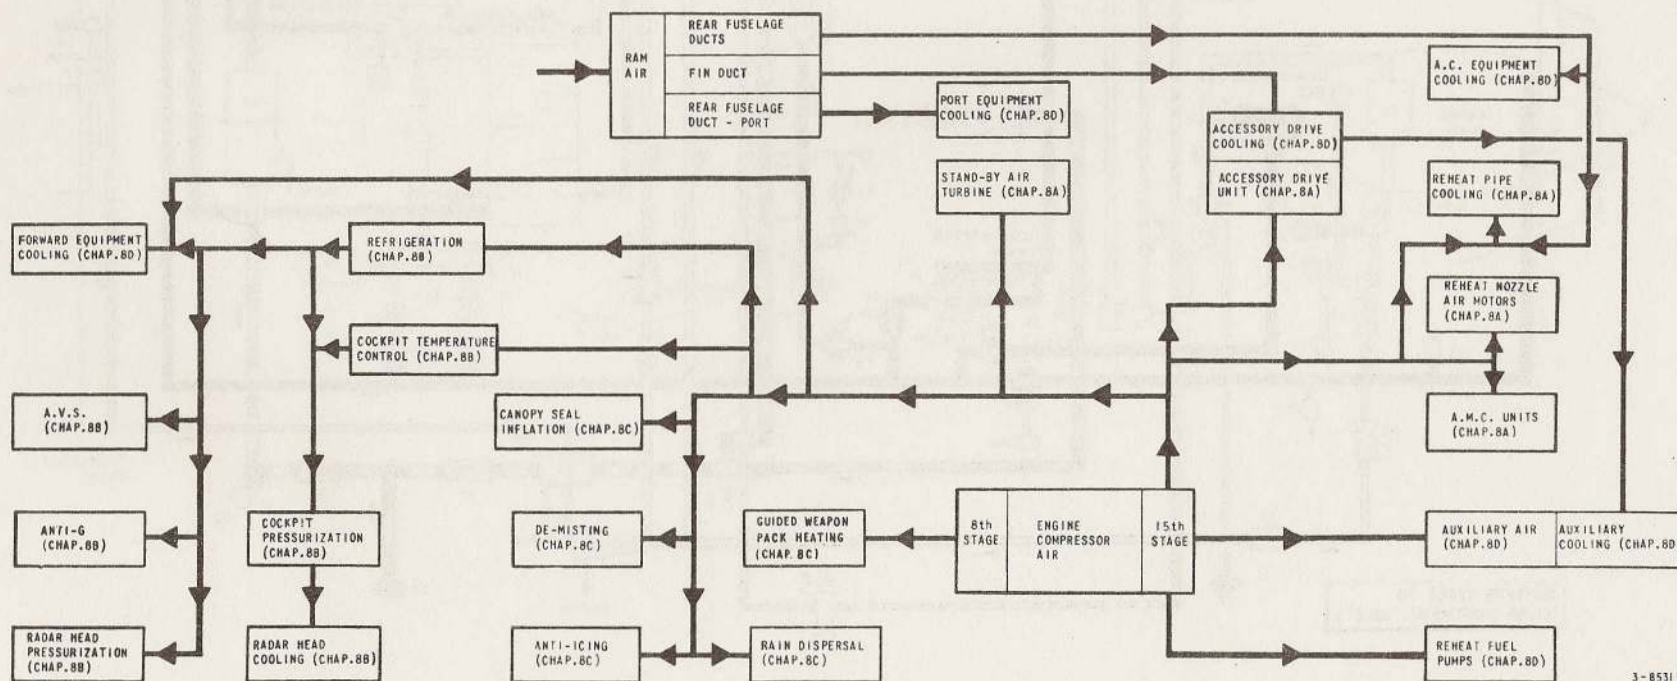 RAM
AIR
REAR FUSELAGE
DUCTS
FIN DUCT
REAR FUSELAGE
DUCT - PORT
PORT EQUIPMENT
COOLING (CHAP.8D)
A.C. EQUIPMENT
COOLING (CHAP.8D)
ACCESSORY DRIVE
COOLING (CHAP.8D)
ACCESSORY DRIVE
UNIT (CHAP.8A)
STAND-BY AIR
TURBINE (CHAP.8A)
REHEAT PIPE
COOLING (CHAP.8A)
FORWARD EQUIPMENT
COOLING (CHAP.8D)
REFRIGERATION
(CHAP.8B)
REHEAT NOZZLE
AIR MOTORS
(CHAP.8A)
COCKPIT TEMPERATURE
CONTROL (CHAP.8B)
A.V.S.
(CHAP.8B)
CANOPY SEAL
INFLATION (CHAP.8C)
A.M.C. UNITS
(CHAP.8A)
ANTI-G
(CHAP.8B)
COCKPIT
PRESSURIZATION
(CHAP.8B)
DE-MISTING
(CHAP.8C)
GUIDED WEAPON
PACK HEATING
(CHAP.8C)
8th
STAGE
ENGINE
COMPRESSOR
AIR
15th
STAGE
AUXILIARY AIR
(CHAP.8D)
AUXILIARY
COOLING (CHAP.8D
RADAR HEAD
PRESSURIZATION
(CHAP.8B)
RADAR HEAD
COOLING (CHAP.8B)
ANTI-ICING
(CHAP.8C)
RAIN DISPERSAL
(CHAP.8C)
REHEAT FUEL
PUMPS (CHAP.8D)
3-8531